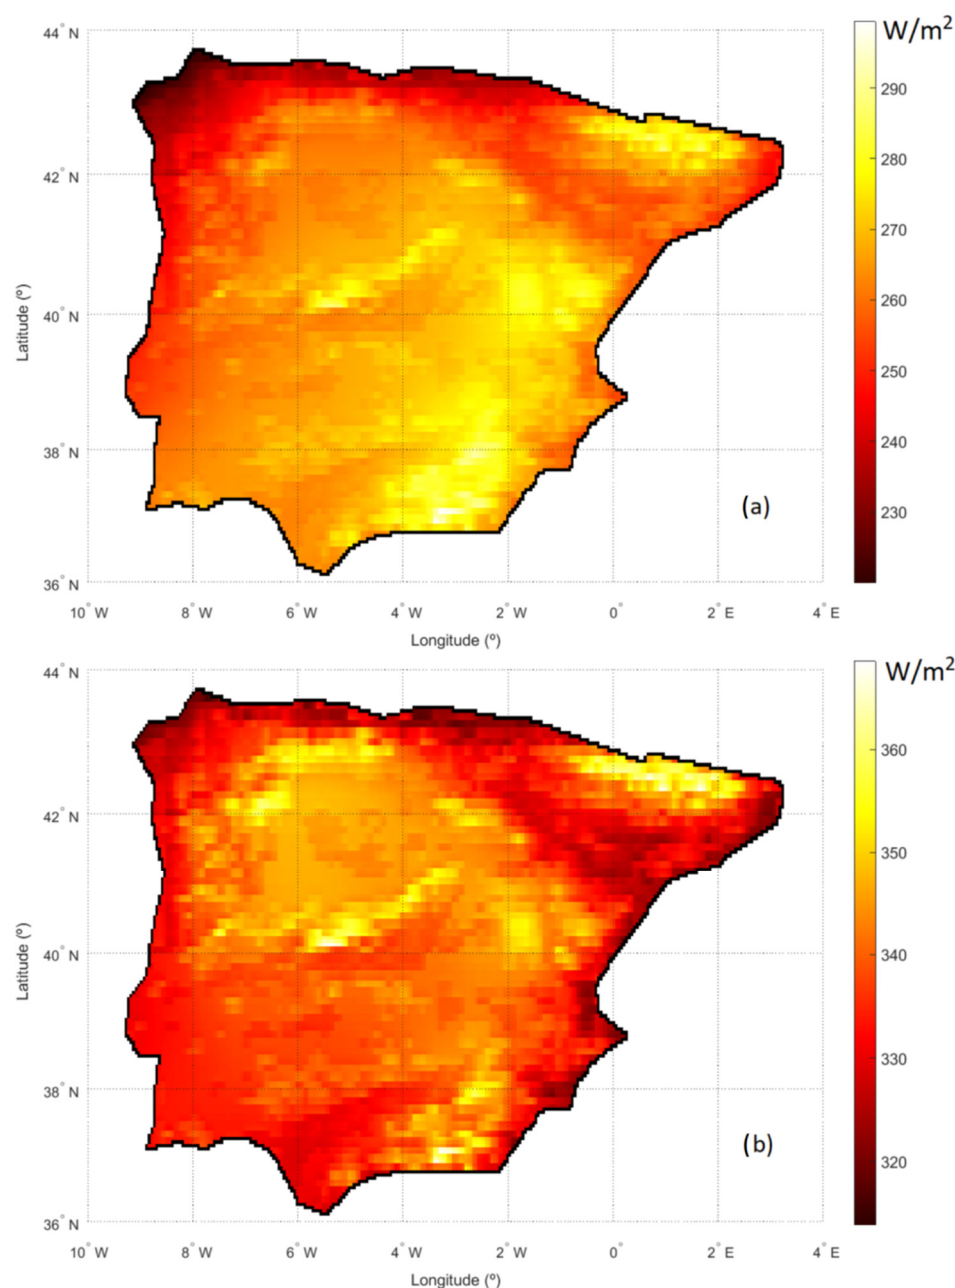 W/m²
44° N
42° N
40° N
38° N
36° N
Latitude (º)
10° W
8° W
6° W
4° W
2° W
0°
2° E
4° E
Longitude (º)
290
280
270
260
250
240
230
(a)
W/m²
44° N
42° N
40° N
38° N
36° N
Latitude (º)
10° W
8° W
6° W
4° W
2° W
0°
2° E
4° E
Longitude (º)
360
350
340
330
320
(b)